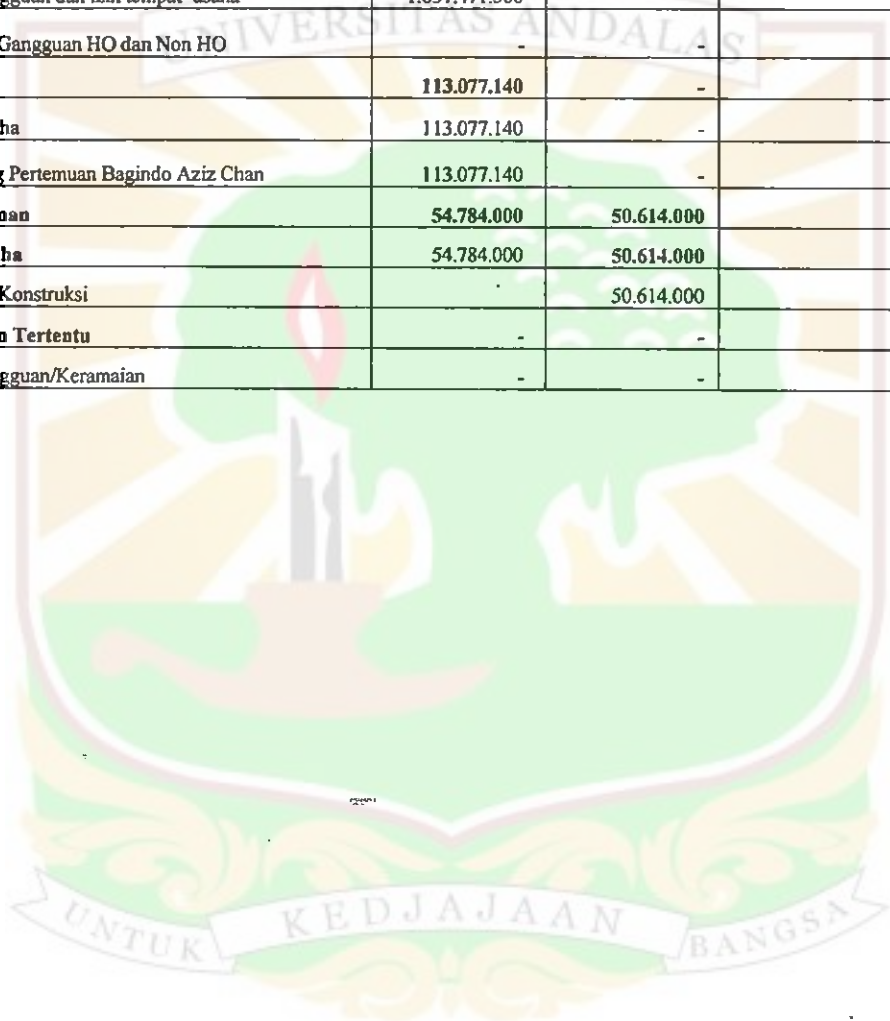 tempat usaha
UNIVERSITAS ANDALAS
Gangguan HO dan Non HO - -
113.077.140 -
ha 113.077.140 -
Pertemuan Bagindo Aziz Chan 113.077.140 -
nan 54.784.000 50.614.000
ha 54.784.000 50.614.000
Konstruksi 50.614.000
n Tertentu - -
gguan/Keramaian - -
UNTUK KEDJAJAAN BANGSA